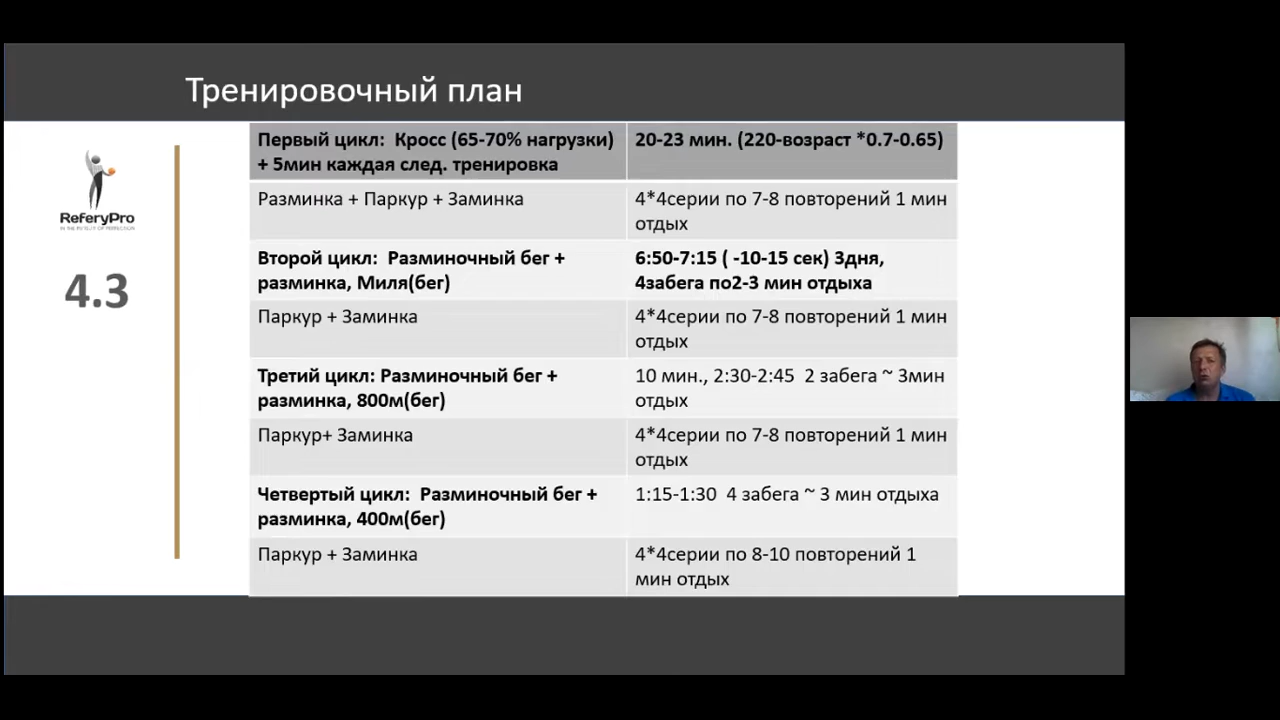 Тренировочный план
ReferyPro
IN THE PURSUIT OF PERFECTION
4.3
Первый цикл: Кросс (65-70% нагрузки)
+ 5мин каждая след. тренировка
20-23 мин. (220-возраст *0.7-0.65)
Разминка + Паркур + Заминка
4*4серии по 7-8 повторений 1 мин
отдых
Второй цикл: Разминочный бег +
разминка, Миля(бег)
6:50-7:15 ( -10-15 сек) 3дня,
4забега по2-3 мин отдыха
Паркур + Заминка
4*4серии по 7-8 повторений 1 мин
отдых
Третий цикл: Разминочный бег +
разминка, 800м(бег)
10 мин., 2:30-2:45 2 забега ~ 3мин
отдых
Паркур+ Заминка
4*4серии по 7-8 повторений 1 мин
отдых
Четвертый цикл: Разминочный бег +
разминка, 400м(бег)
1:15-1:30 4 забега ~ 3 мин отдыха
Паркур + Заминка
4*4серии по 8-10 повторений 1
мин отдых